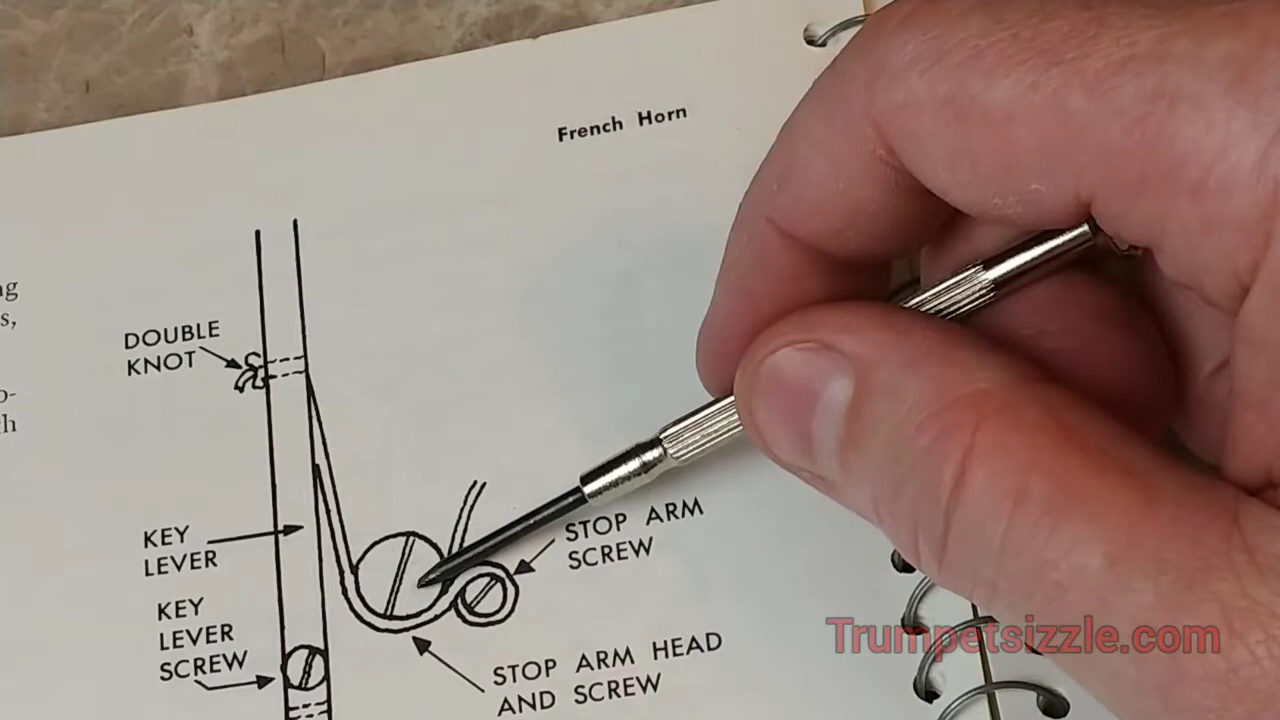 French Horn
DOUBLE
KNOT
KEY
LEVER
KEY
LEVER
SCREW
STOP ARM
SCREW
STOP ARM HEAD
AND SCREW
Trumpetsizzle.com